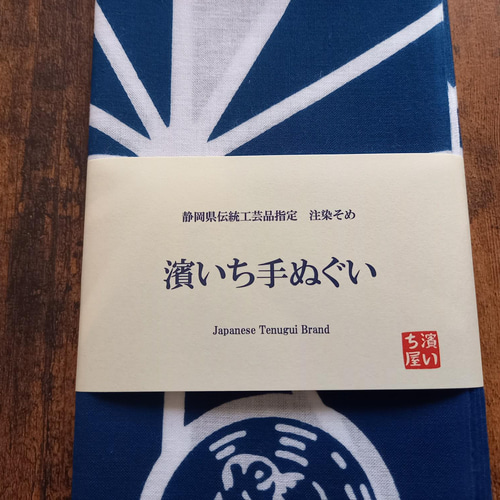 静岡県伝統工芸品指定　注染そめ
濱いち手ぬぐい
Japanese Tenugui Brand
濱い
ち屋